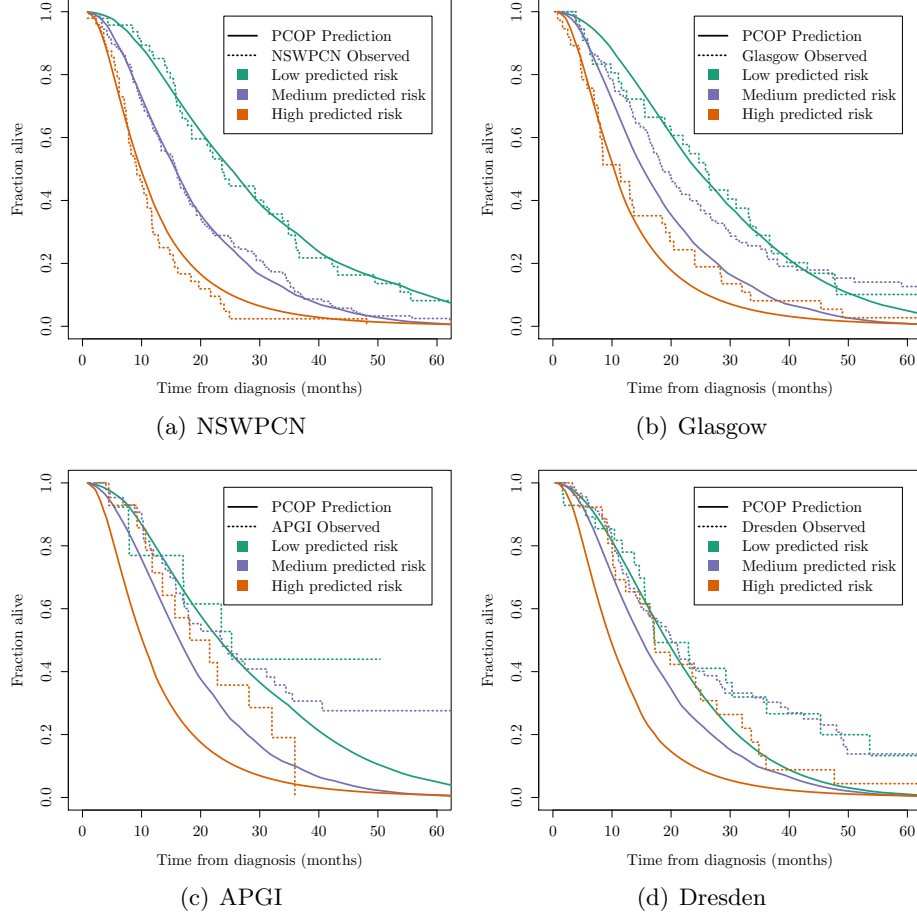 Fraction alive
1.0
0.8
0.6
0.4
0.2
0.0
PCOP Prediction
NSWPCN Observed
Low predicted risk
Medium predicted risk
High predicted risk
0 10 20 30 40 50 60
Time from diagnosis (months)
(a) NSWPCN
Fraction alive
1.0
0.8
0.6
0.4
0.2
0.0
PCOP Prediction
Glasgow Observed
Low predicted risk
Medium predicted risk
High predicted risk
0 10 20 30 40 50 60
Time from diagnosis (months)
(b) Glasgow
Fraction alive
1.0
0.8
0.6
0.4
0.2
0.0
PCOP Prediction
APGI Observed
Low predicted risk
Medium predicted risk
High predicted risk
0 10 20 30 40 50 60
Time from diagnosis (months)
(c) APGI
Fraction alive
1.0
0.8
0.6
0.4
0.2
0.0
PCOP Prediction
Dresden Observed
Low predicted risk
Medium predicted risk
High predicted risk
0 10 20 30 40 50 60
Time from diagnosis (months)
(d) Dresden